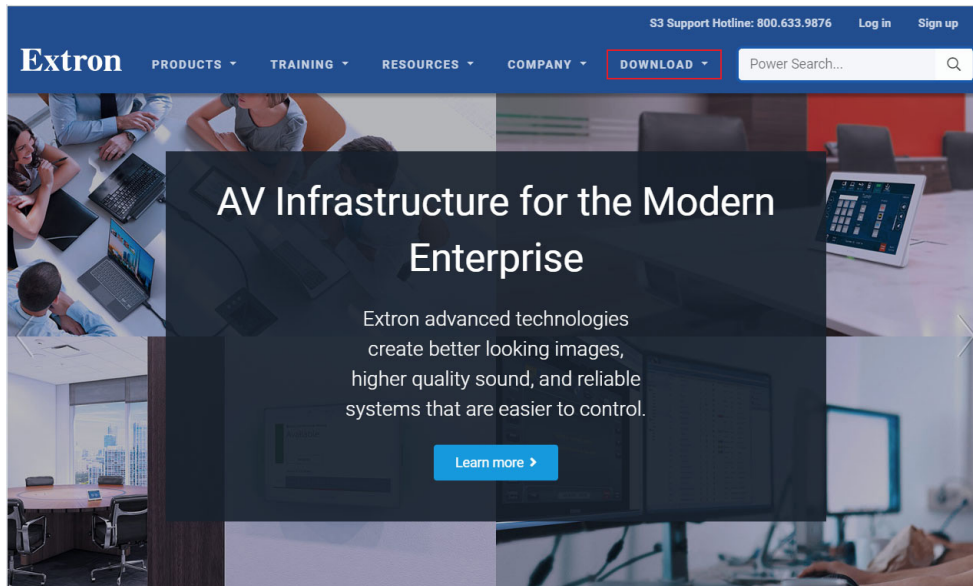 S3 Support Hotline: 800.633.9876 Log in Sign up
Extron PRODUCTS TRAINING RESOURCES COMPANY DOWNLOAD Power Search...
AV Infrastructure for the Modern
Enterprise
Extron advanced technologies
create better looking images,
higher quality sound, and reliable
systems that are easier to control.
Learn more